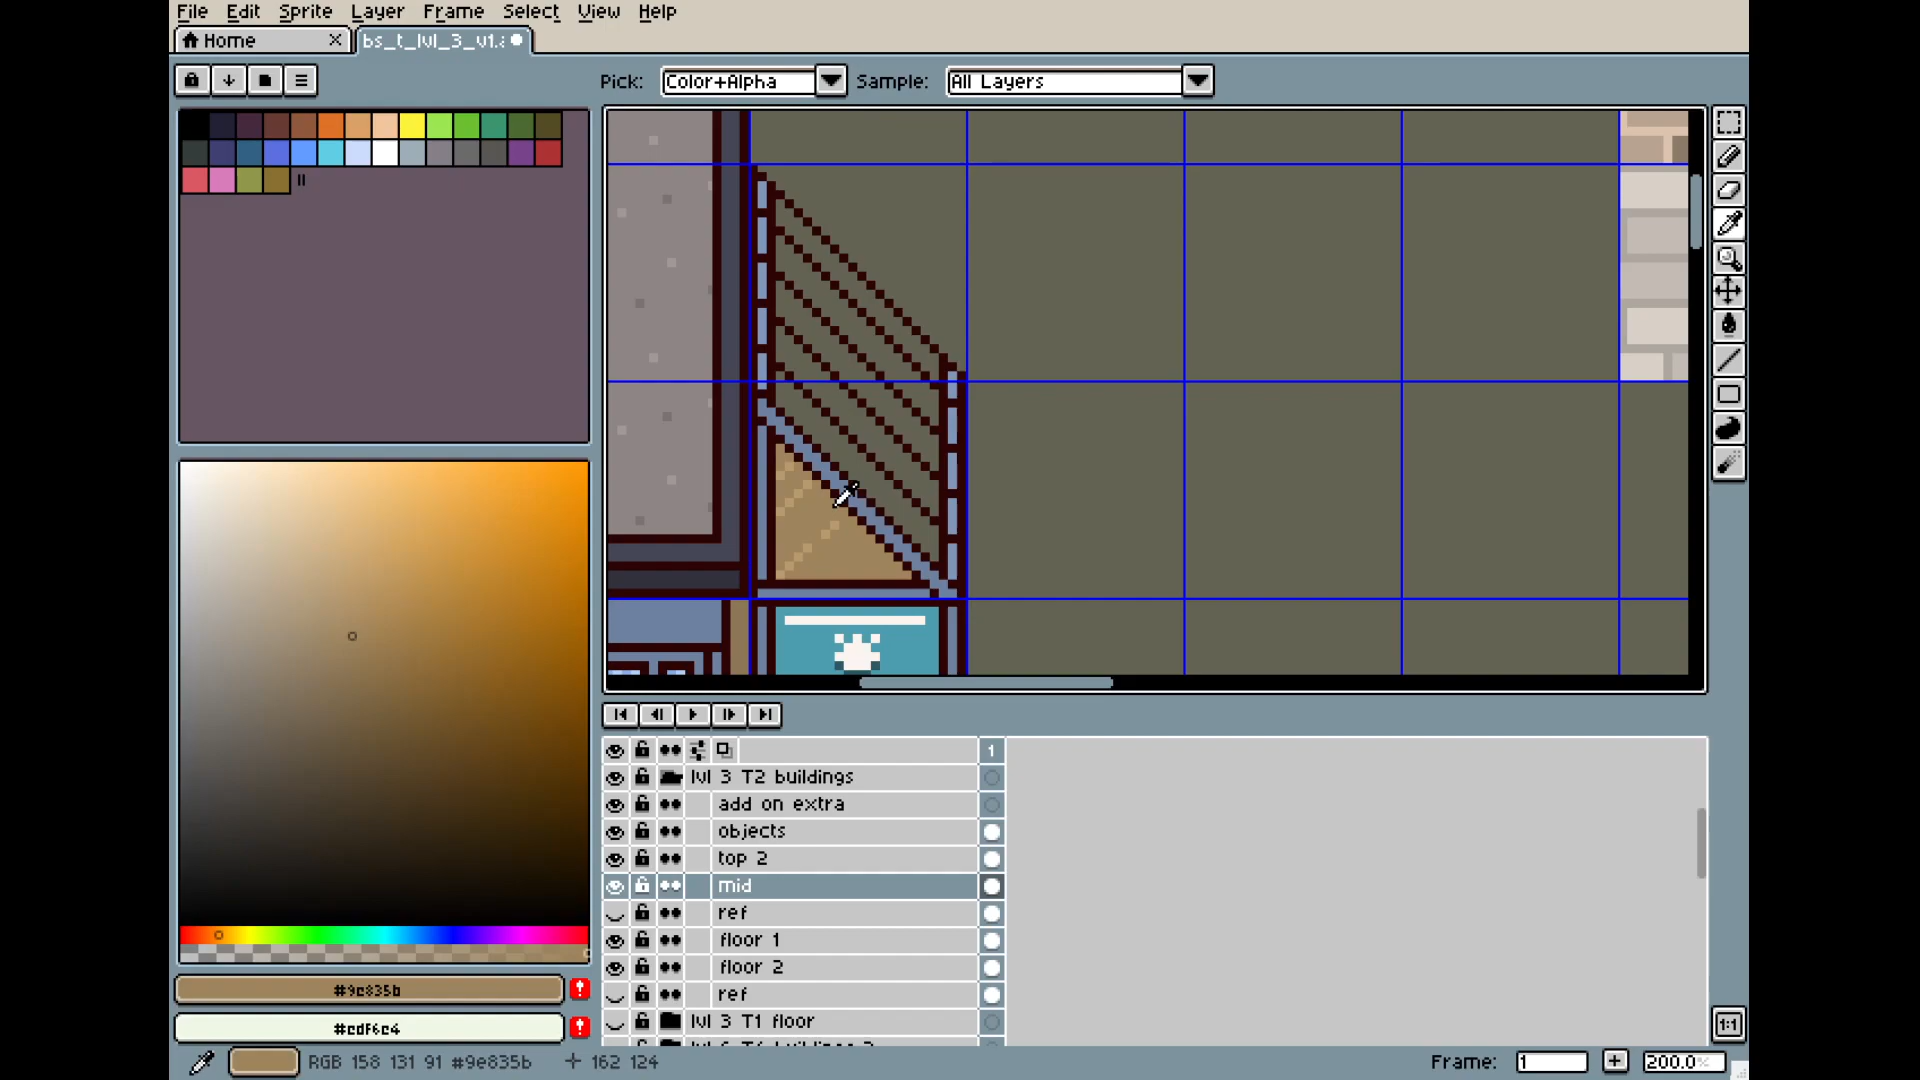 File Edit Sprite Layer Frame Select View Help
Home
bs_t_lvl_3_v1.a
Pick: Color+Alpha Sample: All Layers
1
lvl 3 T2 buildings
add on extra
objects
top 2
mid
ref
floor 1
floor 2
ref
lvl 3 T1 floor
#9e835b
#edf6e4
1:1
RGB 158 131 91 #9e835b 162 124
Frame: 1 200.0%